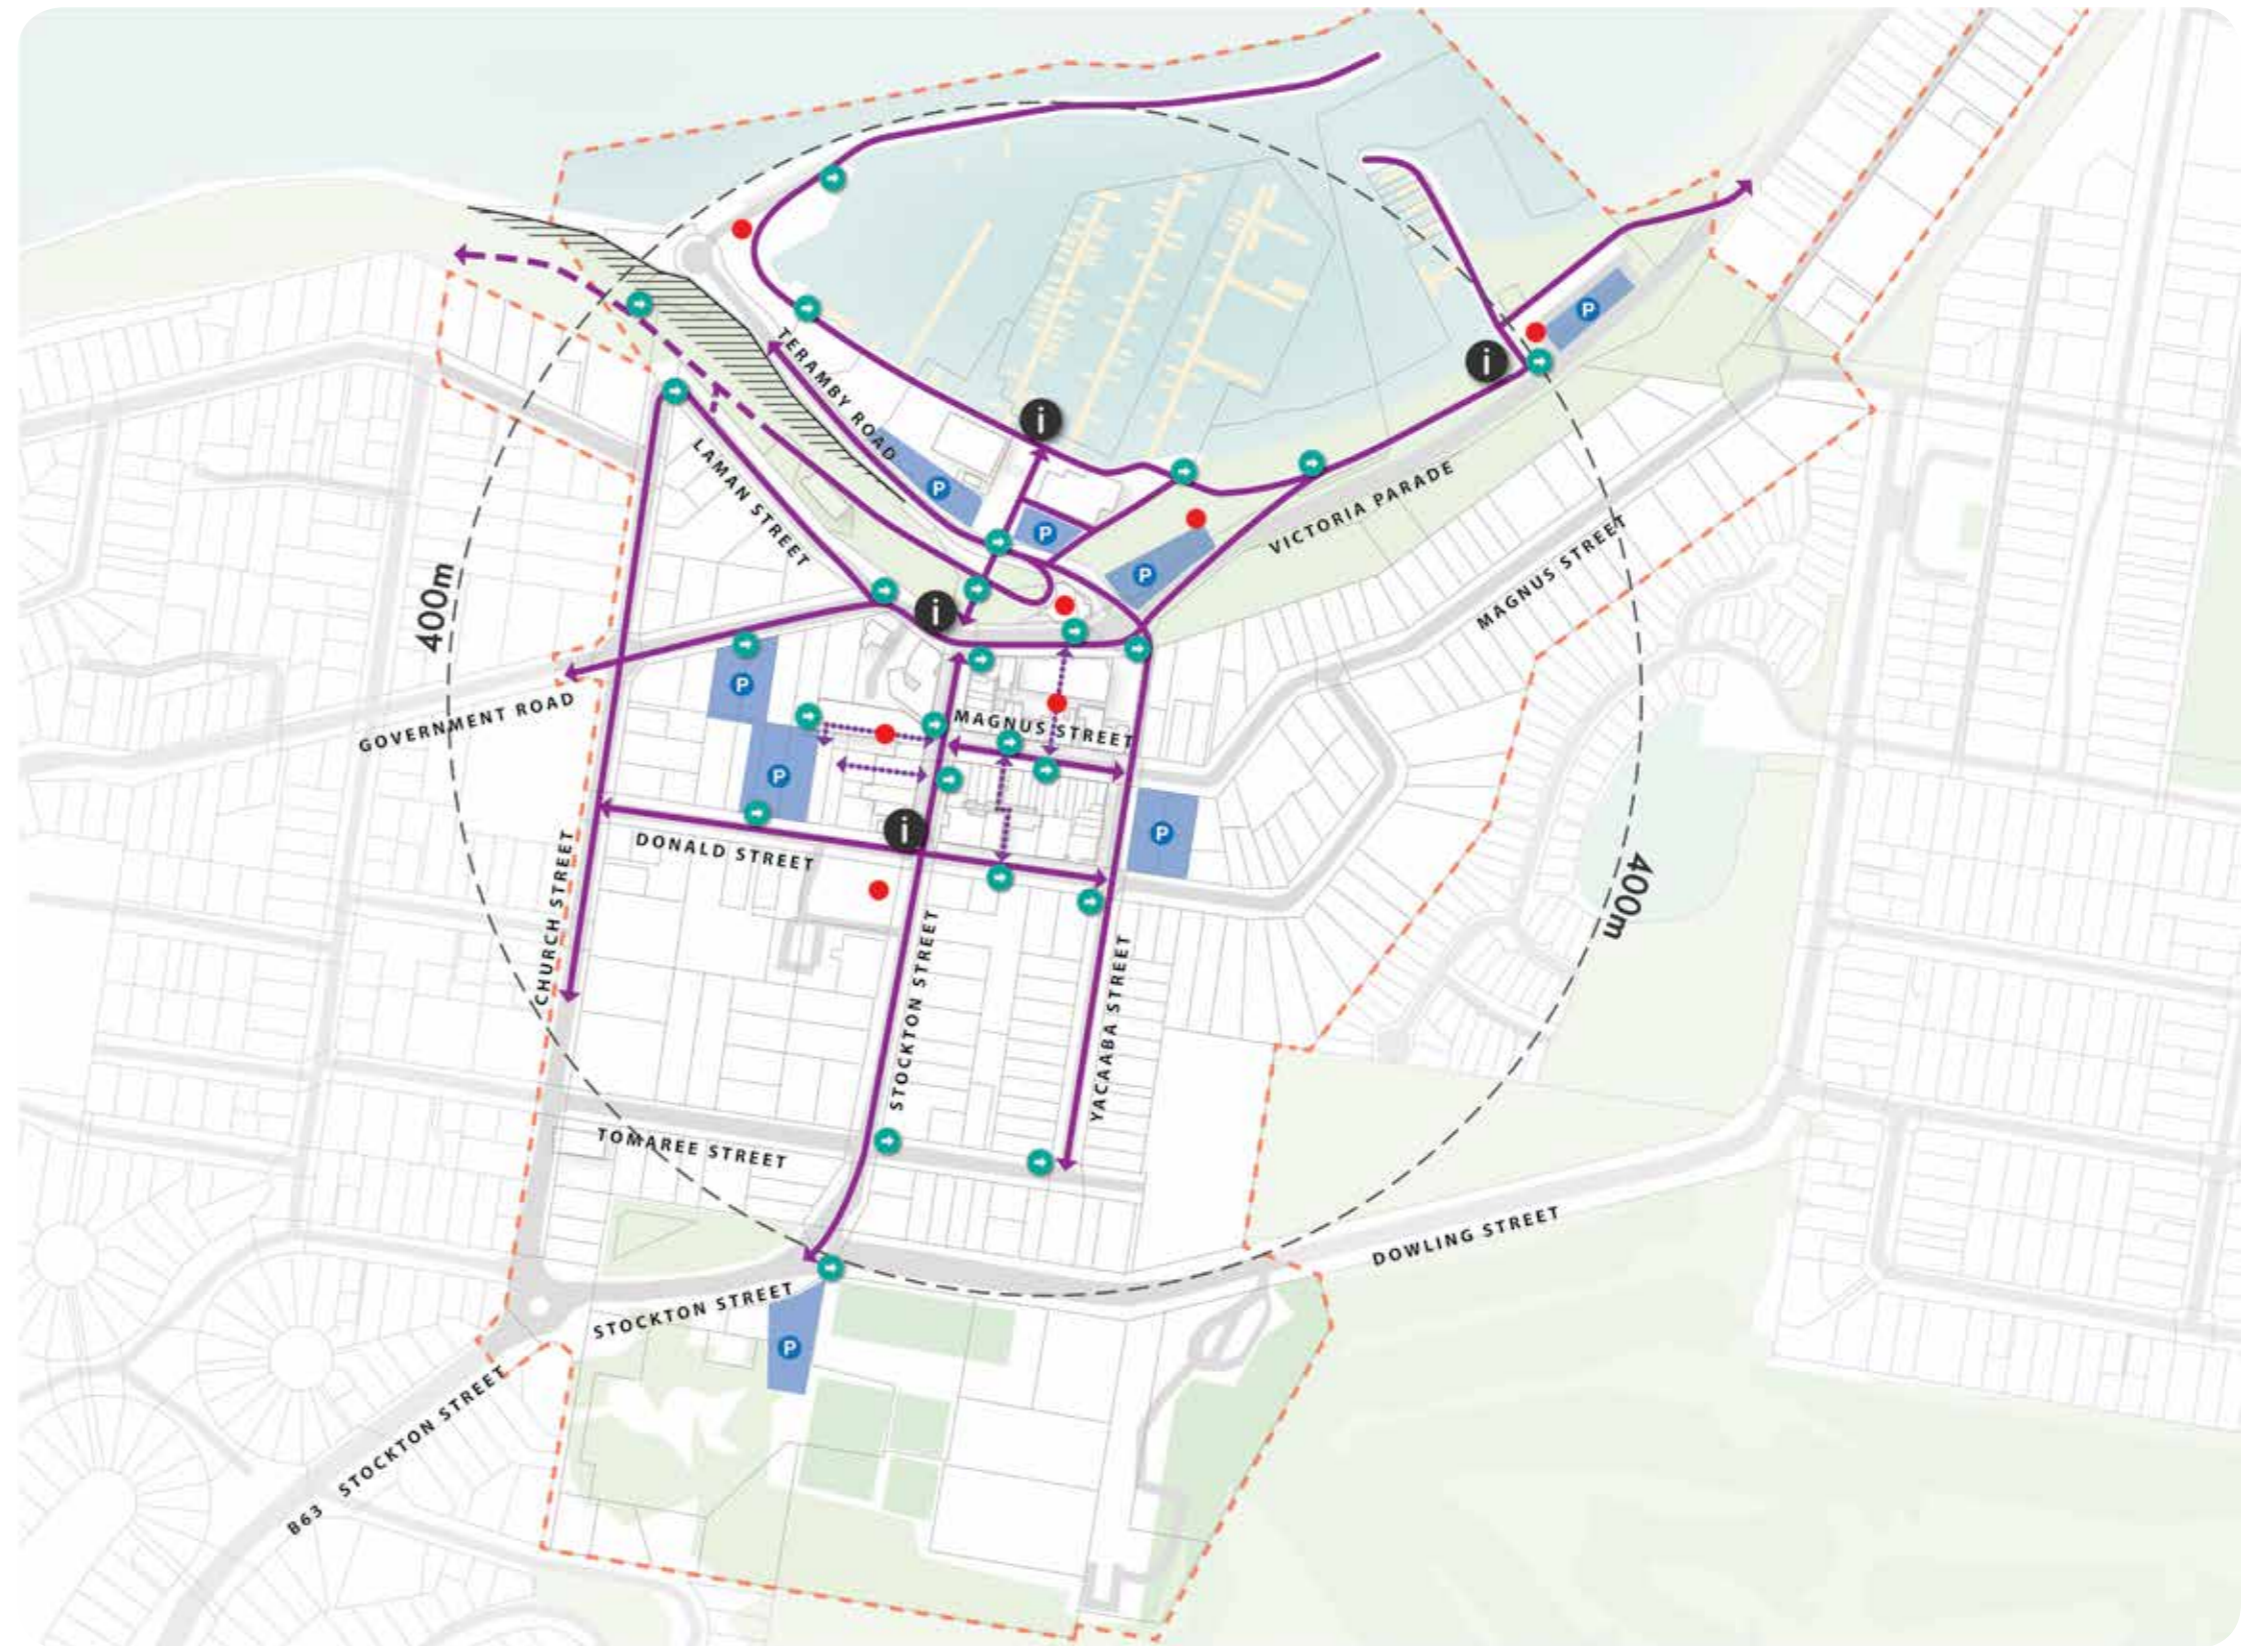 P
i
TERAMBY ROAD
i
P
LAMAN STREET
P
VICTORIA PARADE
P
MAGNUS STREET
400m
i
P
GOVERNMENT ROAD
MAGNUS STREET
P
P
i
DONALD STREET
CHURCH STREET
400m
STOCKTON STREET
YACAABA STREET
TOMAREE STREET
DOWLING STREET
STOCKTON STREET
P
B63 STOCKTON STREET